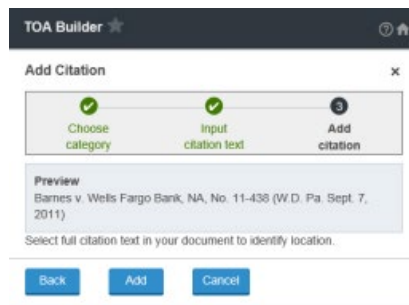 TOA Builder
Add Citation ×
3
Choose category
Input citation text
Add citation
Preview
Barnes v. Wells Fargo Bank, NA, No. 11-438 (W.D. Pa. Sept. 7,
2011)
Select full citation text in your document to identify location.
Back Add Cancel